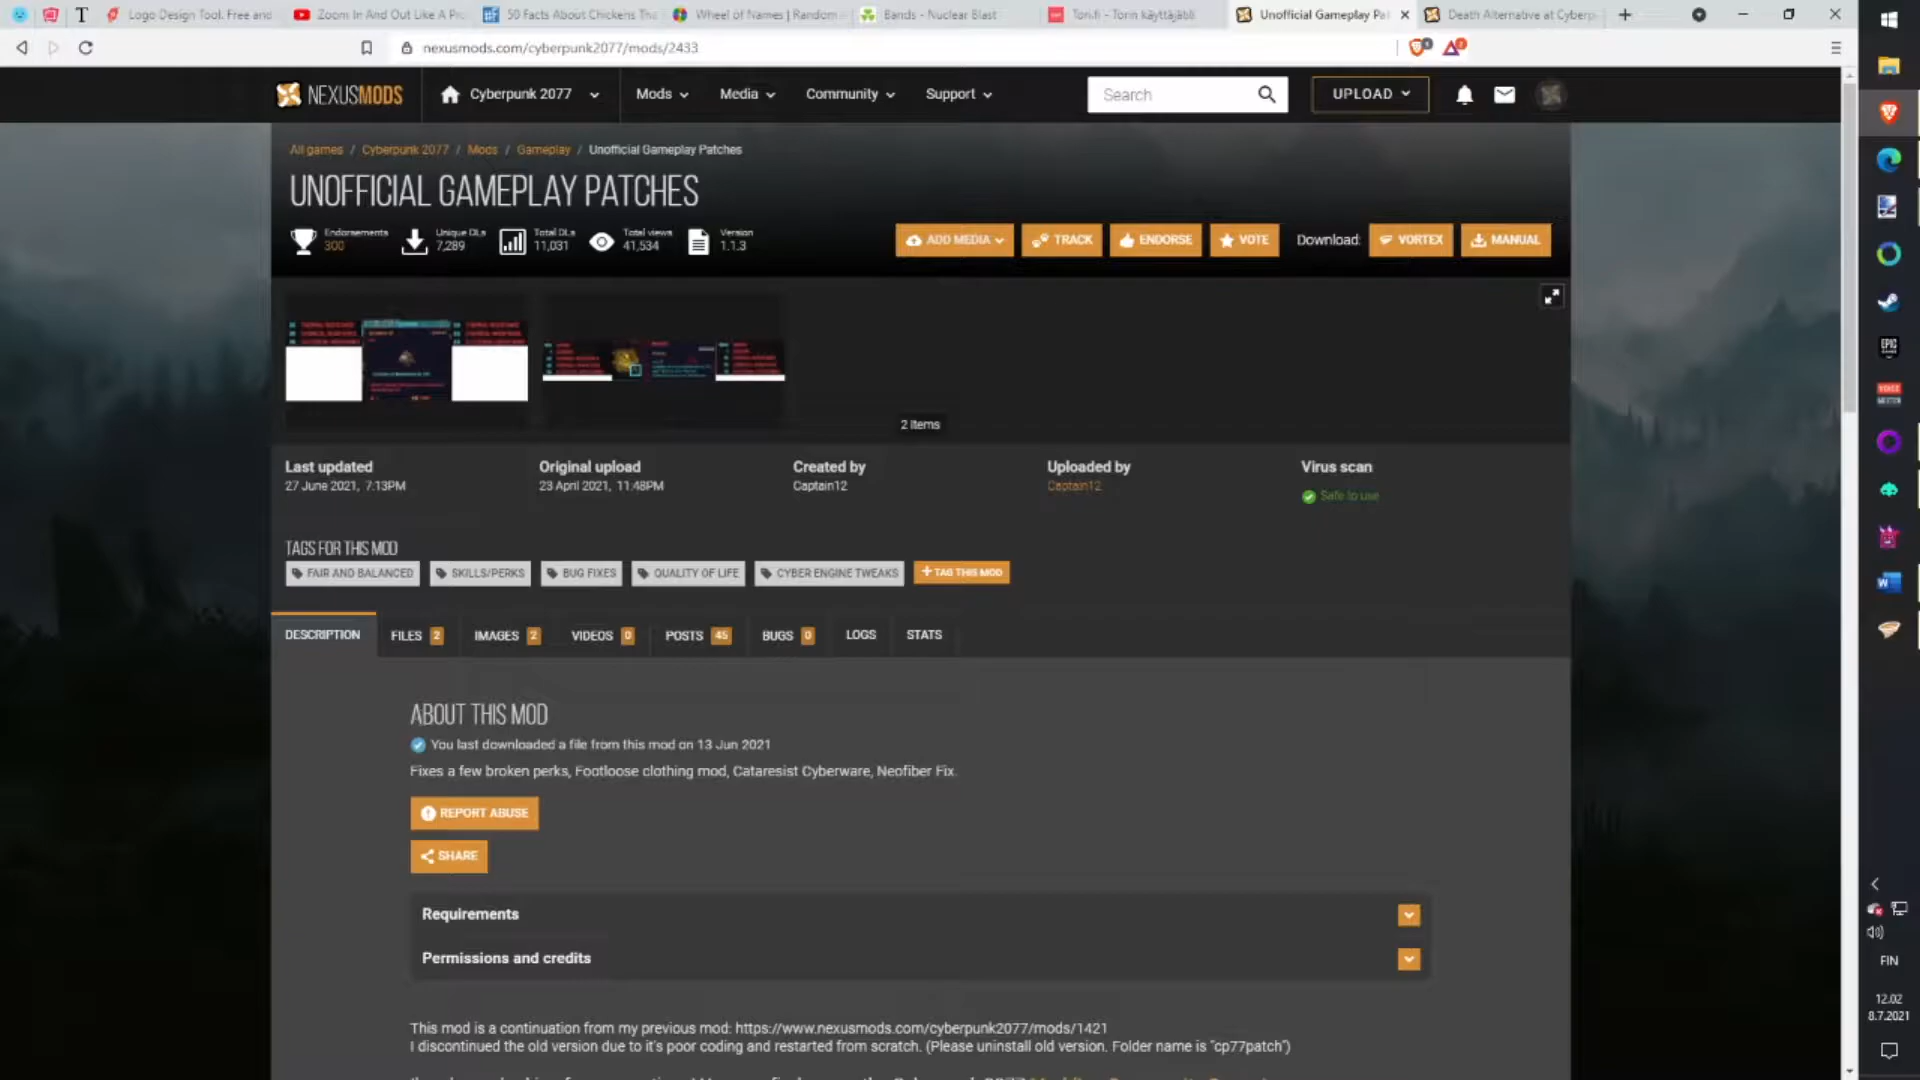 Logo Design Tool. Free and
Zoom In And Out Like A Pro
50 Facts About Chickens Tha
Wheel of Names | Random
Bands - Nuclear Blast
Tori.fi - Torin käyttäjäbli
Unofficial Gameplay Pa
Death Alternative at Cyberp
nexusmods.com/cyberpunk2077/mods/2433
NEXUSMODS
Cyberpunk 2077
Mods
Media
Community
Support
Search
UPLOAD
All games / Cyberpunk 2077 / Mods / Gameplay / Unofficial Gameplay Patches
UNOFFICIAL GAMEPLAY PATCHES
Endorsements
300
Unique DLs
7,289
Total DLs
11,031
Total views
41,534
Version
1.1.3
ADD MEDIA
TRACK
ENDORSE
VOTE
Download:
VORTEX
MANUAL
2 items
Last updated
27 June 2021, 7:13PM
Original upload
23 April 2021, 11:48PM
Created by
Captain12
Uploaded by
Captain12
Virus scan
Safe to use
TAGS FOR THIS MOD
FAIR AND BALANCED
SKILLS/PERKS
BUG FIXES
QUALITY OF LIFE
CYBER ENGINE TWEAKS
+ TAG THIS MOD
DESCRIPTION
FILES 2
IMAGES 2
VIDEOS 0
POSTS 45
BUGS 0
LOGS
STATS
ABOUT THIS MOD
You last downloaded a file from this mod on 13 Jun 2021
Fixes a few broken perks, Footloose clothing mod, Cataresist Cyberware, Neofiber Fix.
REPORT ABUSE
SHARE
Requirements
Permissions and credits
This mod is a continuation from my previous mod: https://www.nexusmods.com/cyberpunk2077/mods/1421
I discontinued the old version due to it's poor coding and restarted from scratch. (Please uninstall old version. Folder name is "cp77patch")
EPIC
FIN
12.02
8.7.2021